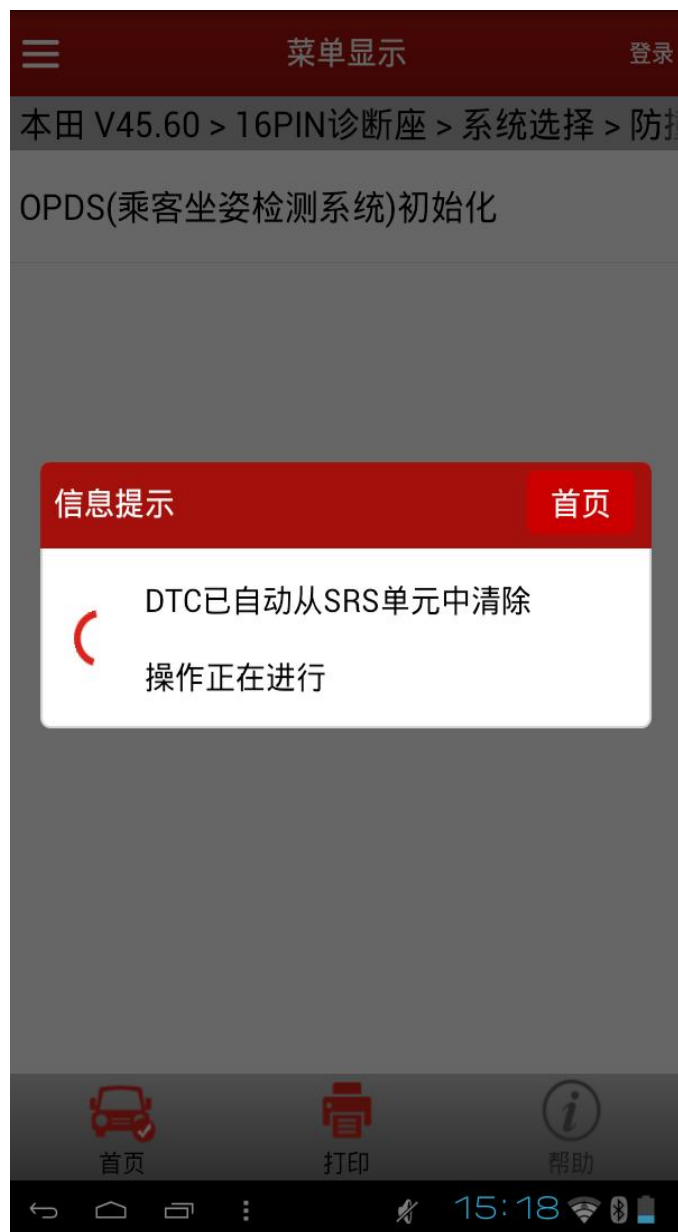 菜单显示
登录
本田 V45.60 > 16PIN诊断座 > 系统选择 > 防
OPDS(乘客坐姿检测系统)初始化
信息提示
首页
DTC已自动从SRS单元中清除
操作正在进行
首页
打印
帮助
15:18